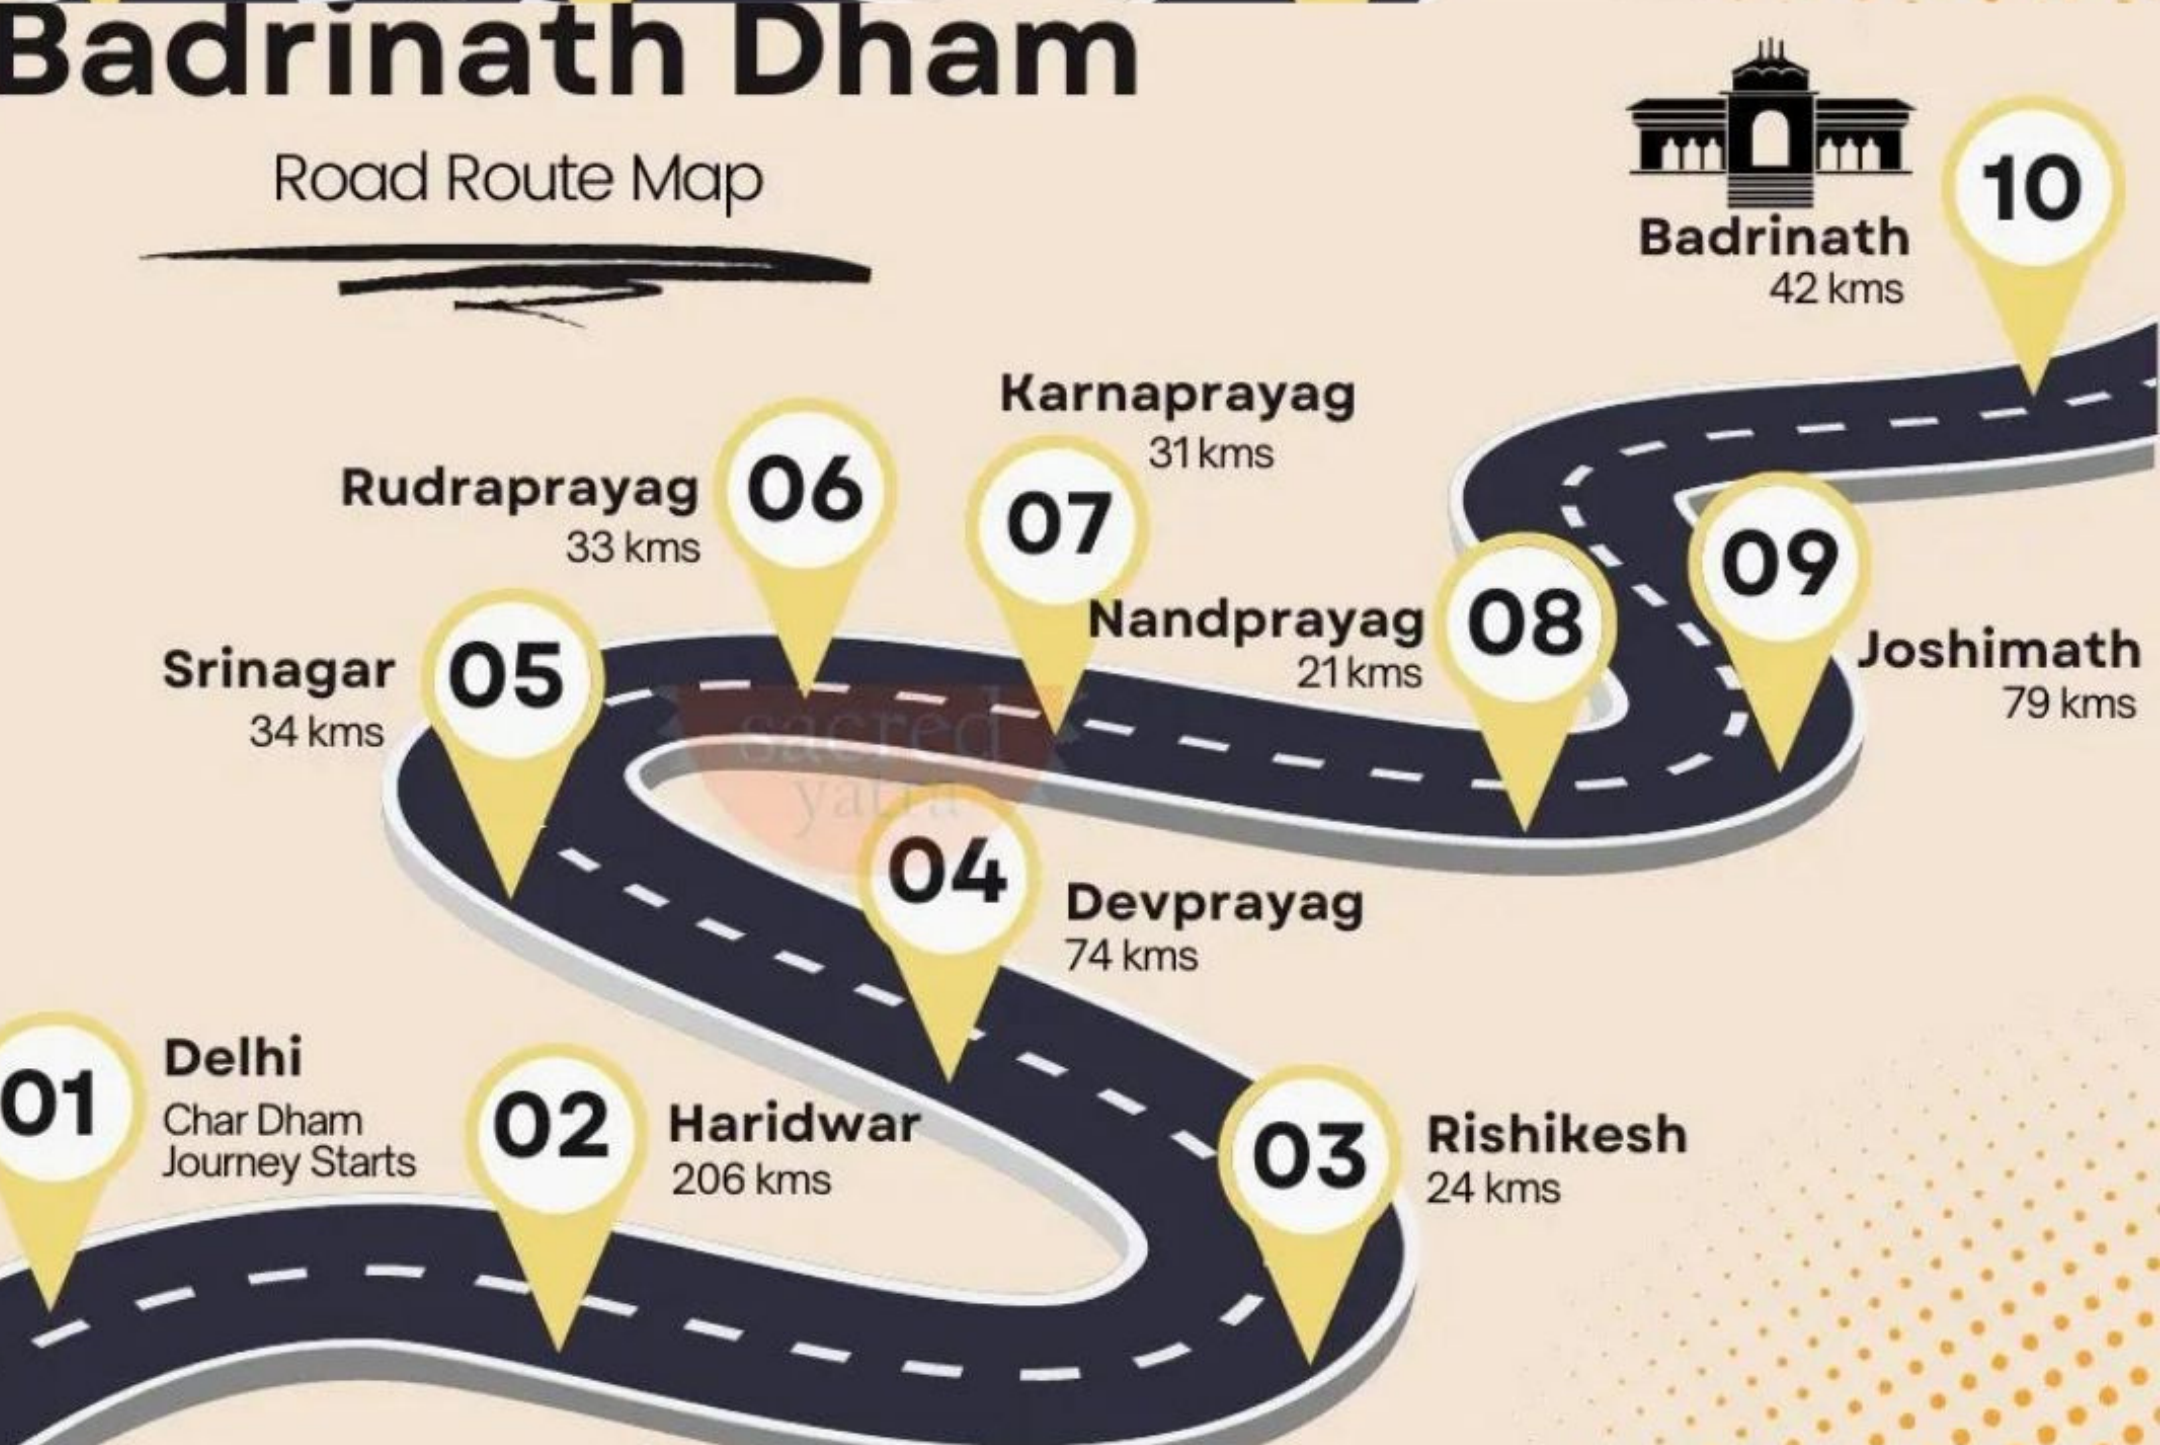 Badrinath Dham
Road Route Map
10
Badrinath
42 kms
Karnaprayag
31 kms
06
Rudraprayag
33 kms
07
09
08
Nandprayag
21 kms
Joshimath
79 kms
05
Srinagar
34 kms
sacred
yatra
04
Devprayag
74 kms
01
Delhi
Char Dham
Journey Starts
02
Haridwar
206 kms
03
Rishikesh
24 kms